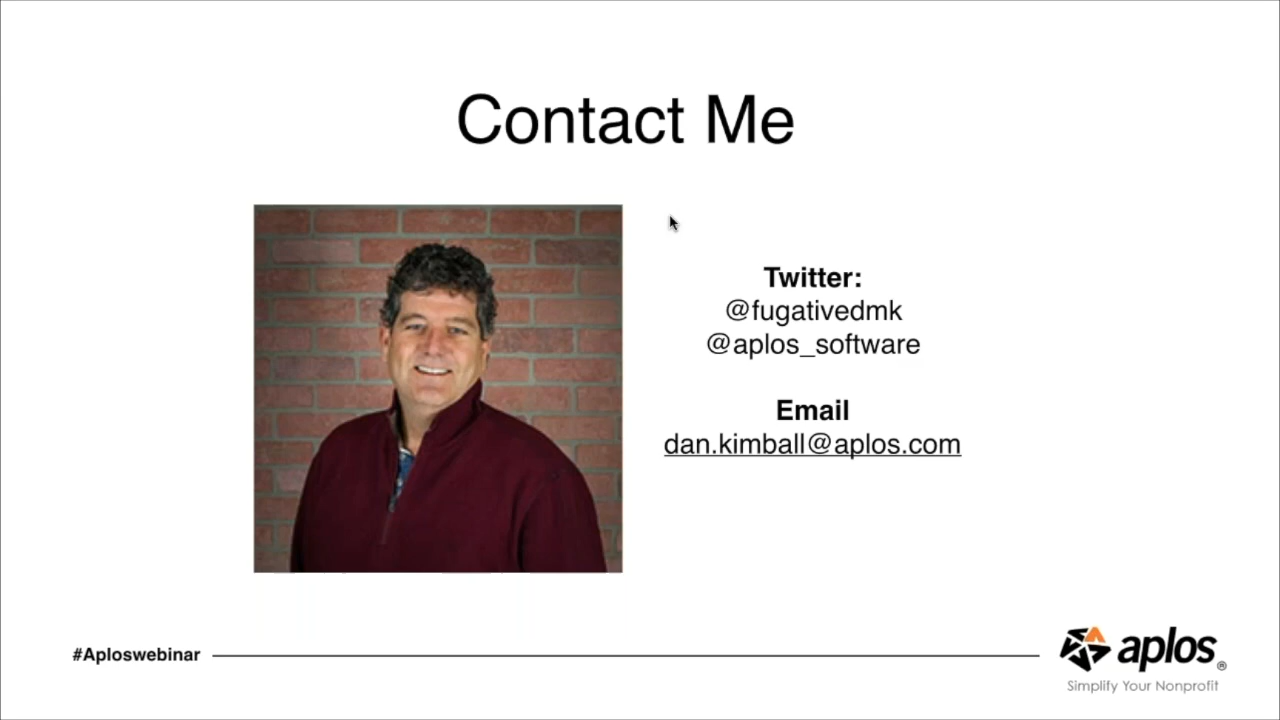 Contact Me
Twitter:
@fugativedmk
@aplos_software
Email
dan.kimball@aplos.com
#Aploswebinar
aplos®
Simplify Your Nonprofit